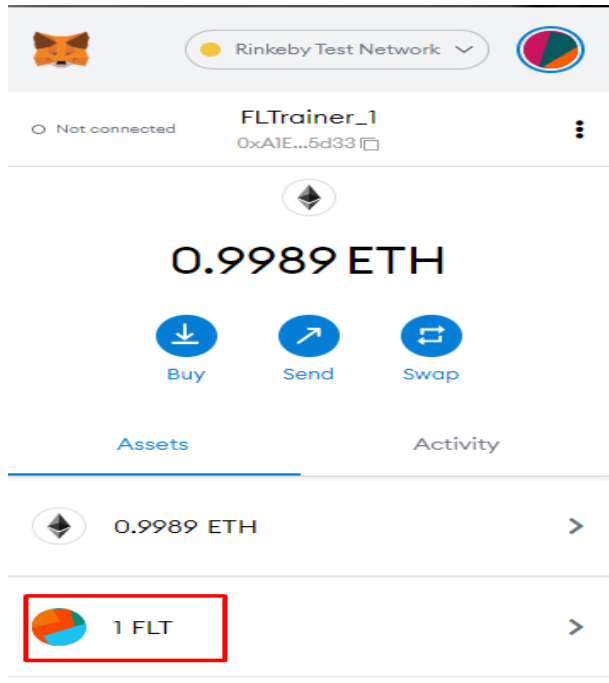 Rinkeby Test Network
Not connected
FLTrainer_1
0xA1E...5d33
0.9989 ETH
Buy
Send
Swap
Assets
Activity
0.9989 ETH
1 FLT